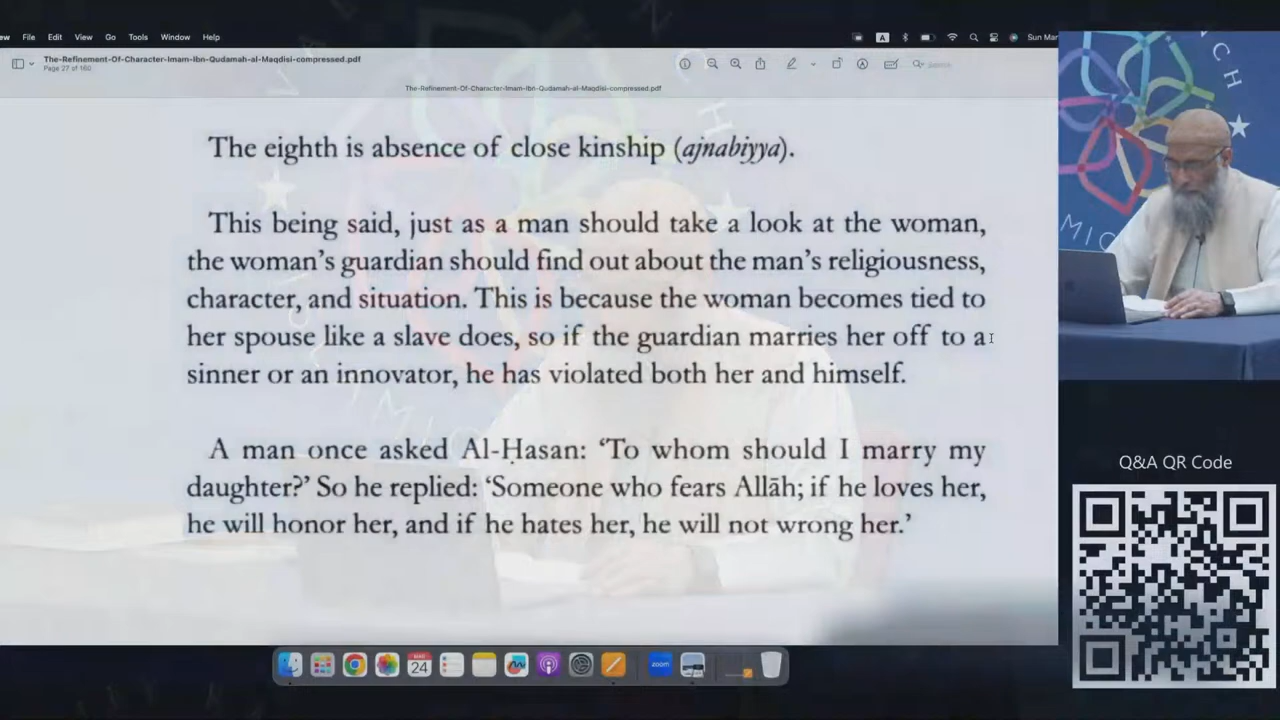 ew File Edit View Go Tools Window Help
A
Sun Mar
The-Refinement-Of-Character-Imam-Ibn-Qudamah-al-Maqdisi-compressed.pdf
Page 27 of 160
Search
The-Refinement-Of-Character-Imam-Ibn-Qudamah-al-Maqdisi-compressed.pdf
The eighth is absence of close kinship (ajnabiyya).
This being said, just as a man should take a look at the woman,
the woman's guardian should find out about the man's religiousness,
character, and situation. This is because the woman becomes tied to
her spouse like a slave does, so if the guardian marries her off to a
sinner or an innovator, he has violated both her and himself.
A man once asked Al-Ḥasan: 'To whom should I marry my
daughter?' So he replied: 'Someone who fears Allāh; if he loves her,
he will honor her, and if he hates her, he will not wrong her.'
Q&A QR Code
MAR
24
zoom